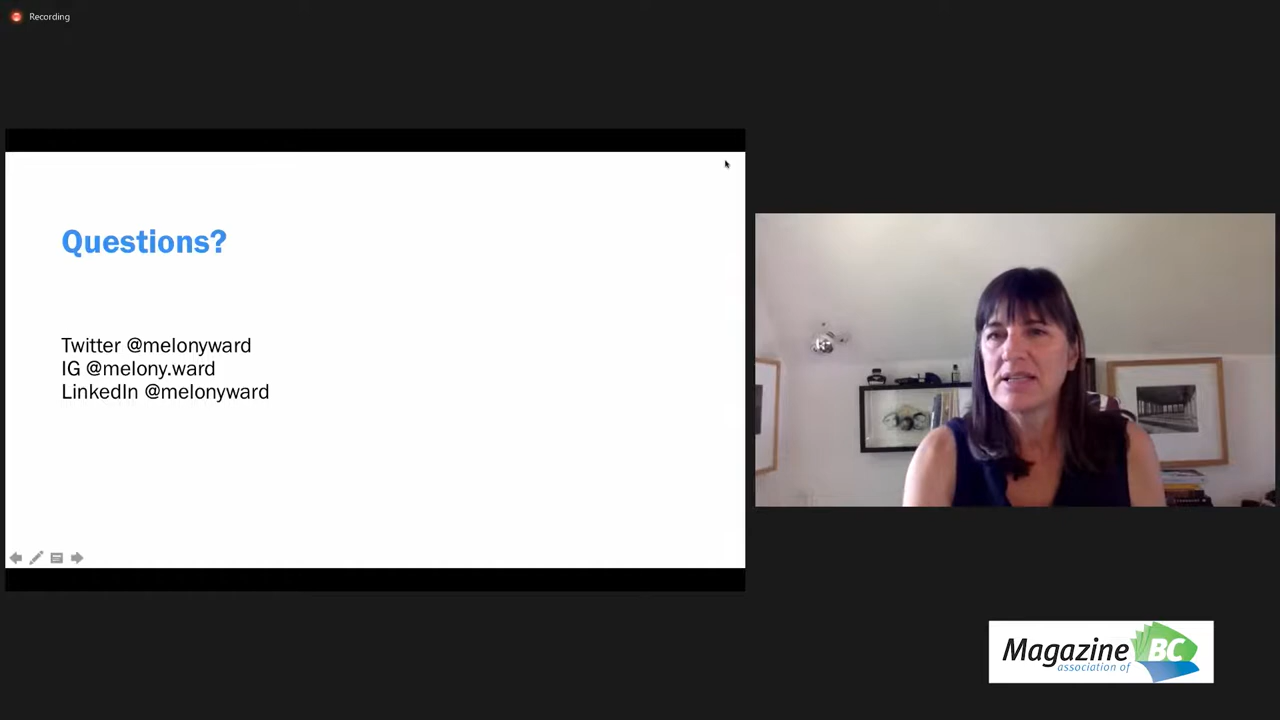 Recording
Questions?
Twitter @melonyward
IG @melony.ward
LinkedIn @melonyward
Magazine BC
association of